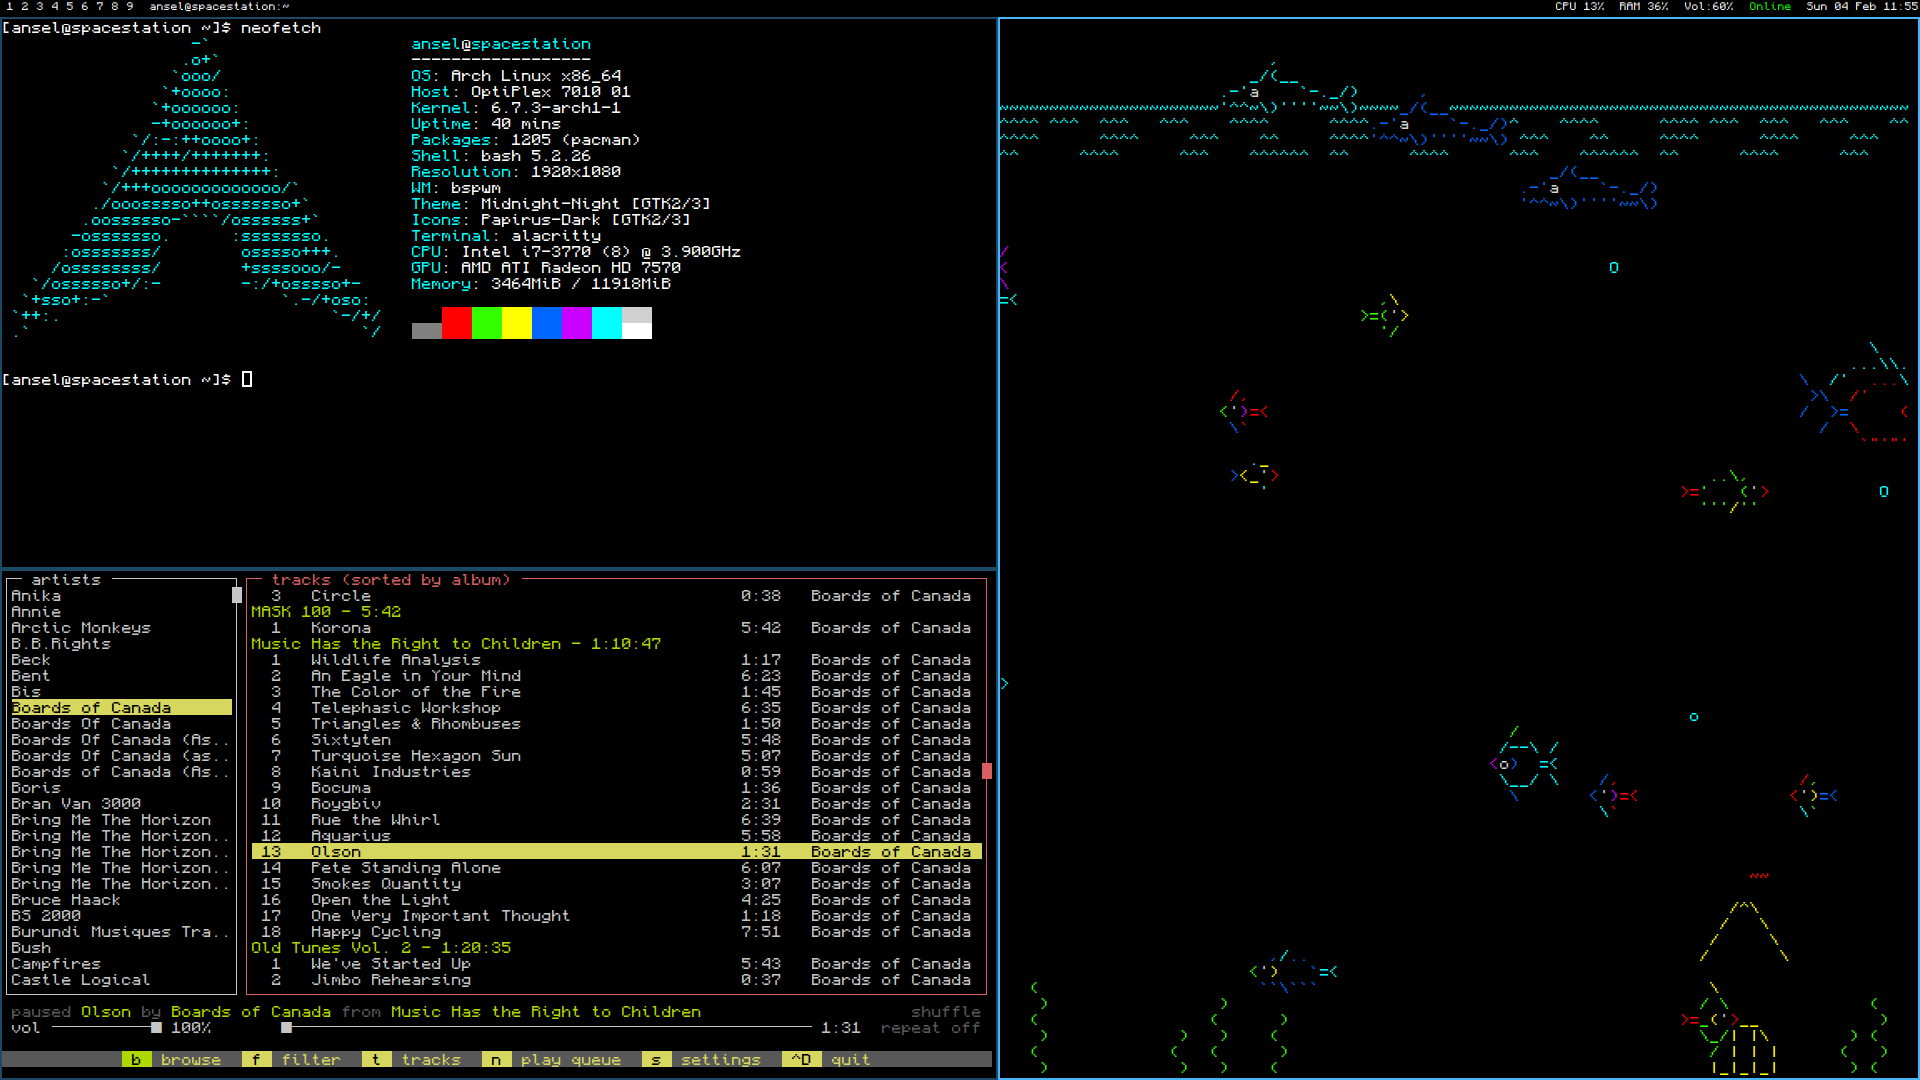 1 2 3 4 5 6 7 8 9 ansel@spacestation:~ CPU 13% RAM 36% Vol:60% Online Sun 04 Feb 11:55
[ansel@spacestation ~]$ neofetch
ansel@spacestation
------------------
OS: Arch Linux x86_64
Host: OptiPlex 7010 01
Kernel: 6.7.3-arch1-1
Uptime: 40 mins
Packages: 1205 (pacman)
Shell: bash 5.2.26
Resolution: 1920x1080
WM: bspwm
Theme: Midnight-Night [GTK2/3]
Icons: Papirus-Dark [GTK2/3]
Terminal: alacritty
CPU: Intel i7-3770 (8) @ 3.900GHz
GPU: AMD ATI Radeon HD 7570
Memory: 3464MiB / 11918MiB
[ansel@spacestation ~]$
artists
Anika
Annie
Arctic Monkeys
B.B.Rights
Beck
Bent
Bis
Boards of Canada
Boards Of Canada
Boards Of Canada (As..
Boards Of Canada (as..
Boards of Canada (As..
Boris
Bran Van 3000
Bring Me The Horizon
Bring Me The Horizon..
Bring Me The Horizon..
Bring Me The Horizon..
Bring Me The Horizon..
Bruce Haack
BS 2000
Burundi Musiques Tra..
Bush
Campfires
Castle Logical
tracks (sorted by album)
3 Circle 0:38 Boards of Canada
MASK 100 - 5:42
1 Korona 5:42 Boards of Canada
Music Has the Right to Children - 1:10:47
1 Wildlife Analysis 1:17 Boards of Canada
2 An Eagle in Your Mind 6:23 Boards of Canada
3 The Color of the Fire 1:45 Boards of Canada
4 Telephasic Workshop 6:35 Boards of Canada
5 Triangles & Rhombuses 1:50 Boards of Canada
6 Sixtyten 5:48 Boards of Canada
7 Turquoise Hexagon Sun 5:07 Boards of Canada
8 Kaini Industries 0:59 Boards of Canada
9 Bocuma 1:36 Boards of Canada
10 Roygbiv 2:31 Boards of Canada
11 Rue the Whirl 6:39 Boards of Canada
12 Aquarius 5:58 Boards of Canada
13 Olson 1:31 Boards of Canada
14 Pete Standing Alone 6:07 Boards of Canada
15 Smokes Quantity 3:07 Boards of Canada
16 Open the Light 4:25 Boards of Canada
17 One Very Important Thought 1:18 Boards of Canada
18 Happy Cycling 7:51 Boards of Canada
Old Tunes Vol. 2 - 1:20:35
1 We've Started Up 5:43 Boards of Canada
2 Jimbo Rehearsing 0:37 Boards of Canada
paused Olson by Boards of Canada from Music Has the Right to Children shuffle
vol 100% 1:31 repeat off
b browse f filter t tracks n play queue s settings ^D quit